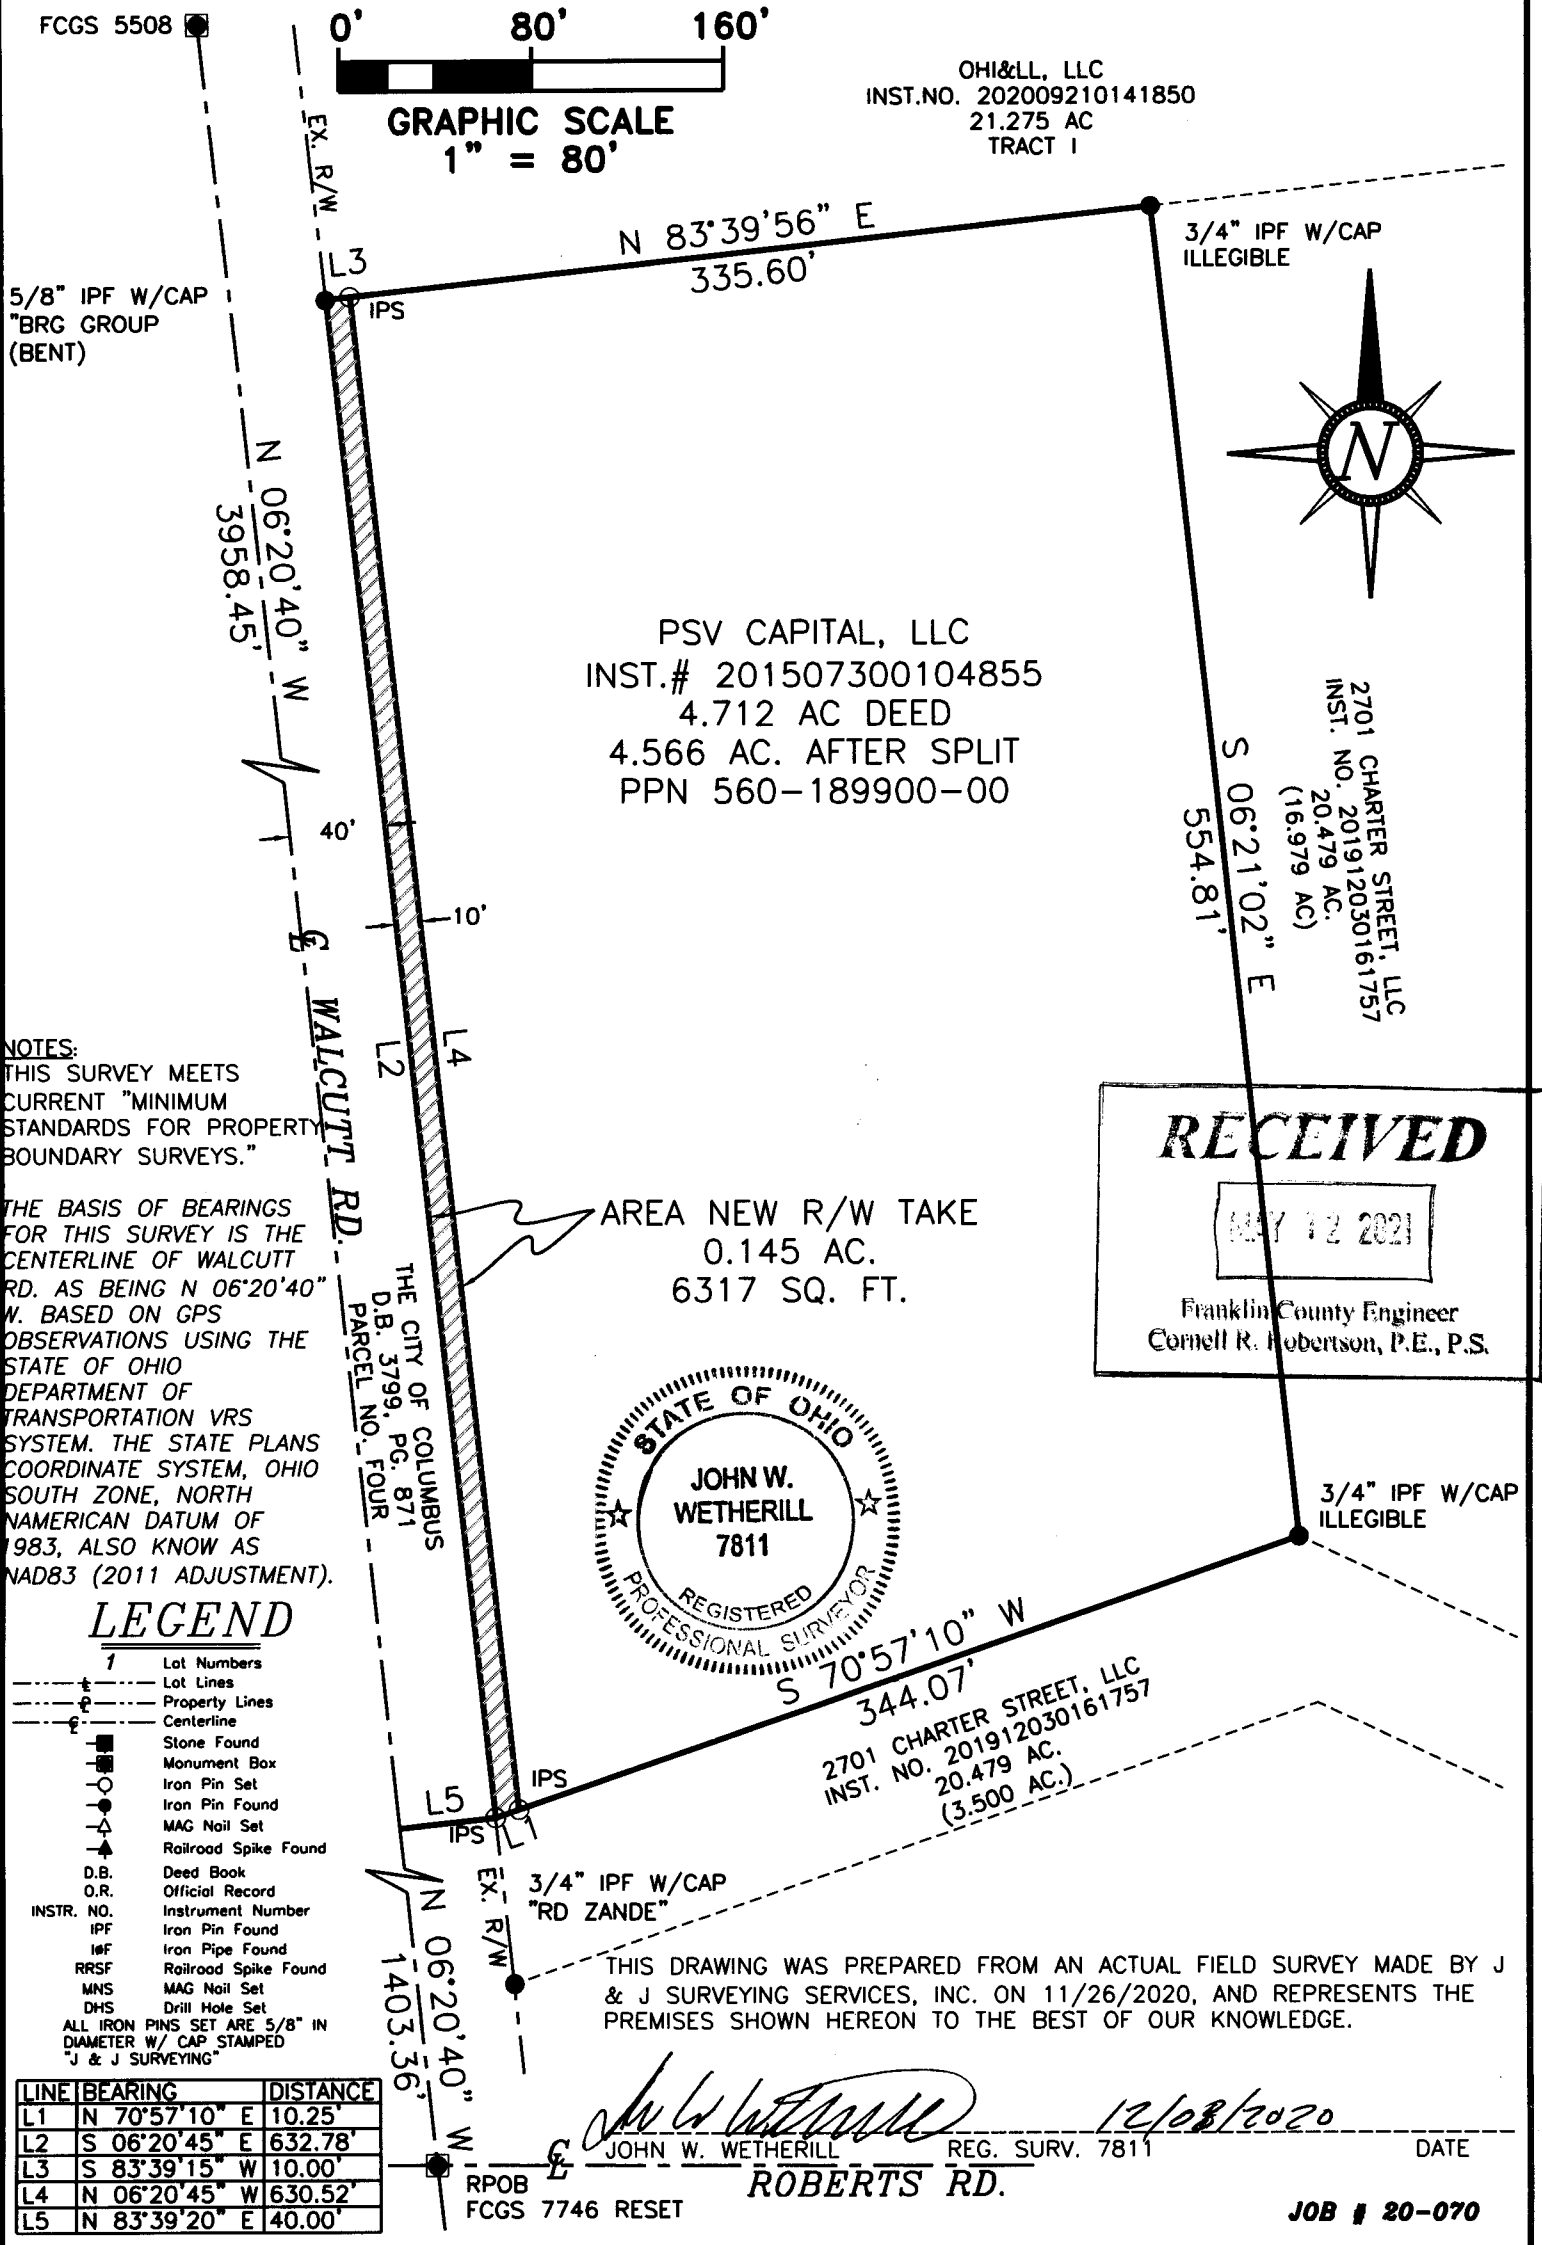 FCGS 5508
0' 80' 160'
GRAPHIC SCALE
1" = 80'
OHI&LL, LLC
INST.NO. 202009210141850
21.275 AC
TRACT I
EX. R/W
L3
N 83°39'56" E
335.60'
3/4" IPF W/CAP
ILLEGIBLE
5/8" IPF W/CAP
"BRG GROUP
(BENT)
IPS
N
N 06°20'40" W
3958.45'
PSV CAPITAL, LLC
INST.# 201507300104855
4.712 AC DEED
4.566 AC. AFTER SPLIT
PPN 560-189900-00
2701 CHARTER STREET, LLC
INST. NO. 201912030161757
20.479 AC.
(16.979 AC)
S 06°21'02" E
554.81'
40'
10'
L2
L4
WALCUTT RD.
NOTES:
THIS SURVEY MEETS
CURRENT "MINIMUM
STANDARDS FOR PROPERTY
BOUNDARY SURVEYS."
THE BASIS OF BEARINGS
FOR THIS SURVEY IS THE
CENTERLINE OF WALCUTT
RD. AS BEING N 06°20'40"
W. BASED ON GPS
OBSERVATIONS USING THE
STATE OF OHIO
DEPARTMENT OF
TRANSPORTATION VRS
SYSTEM. THE STATE PLANS
COORDINATE SYSTEM, OHIO
SOUTH ZONE, NORTH
NAMERICAN DATUM OF
1983, ALSO KNOW AS
NAD83 (2011 ADJUSTMENT).
RECEIVED
MAY 12 2021
Franklin County Engineer
Cornell R. Robertson, P.E., P.S.
AREA NEW R/W TAKE
0.145 AC.
6317 SQ. FT.
THE CITY OF COLUMBUS
D.B. 3799, PG. 871
PARCEL NO. FOUR
STATE OF OHIO
JOHN W.
WETHERILL
7811
REGISTERED
PROFESSIONAL SURVEYOR
3/4" IPF W/CAP
ILLEGIBLE
S 70°57'10" W
344.07'
2701 CHARTER STREET, LLC
INST. NO. 201912030161757
20.479 AC.
(3.500 AC.)
LEGEND
1 Lot Numbers
Lot Lines
Property Lines
Centerline
Stone Found
Monument Box
Iron Pin Set
Iron Pin Found
MAG Nail Set
Railroad Spike Found
D.B. Deed Book
O.R. Official Record
INSTR. NO. Instrument Number
IPF Iron Pin Found
Iron Pipe Found
RRSF Railroad Spike Found
MNS MAG Nail Set
DHS Drill Hole Set
ALL IRON PINS SET ARE 5/8" IN
DIAMETER W/ CAP STAMPED
"J & J SURVEYING"
L5
IPS
IPS
L1
EX. R/W
3/4" IPF W/CAP
"RD ZANDE"
N 06°20'40" W
1403.36'
THIS DRAWING WAS PREPARED FROM AN ACTUAL FIELD SURVEY MADE BY J
& J SURVEYING SERVICES, INC. ON 11/26/2020, AND REPRESENTS THE
PREMISES SHOWN HEREON TO THE BEST OF OUR KNOWLEDGE.
LINE BEARING DISTANCE
L1 N 70°57'10" E 10.25'
L2 S 06°20'45" E 632.78'
L3 S 83°39'15" W 10.00'
L4 N 06°20'45" W 630.52'
L5 N 83°39'20" E 40.00'
12/08/2020
JOHN W. WETHERILL REG. SURV. 7811 DATE
RPOB
FCGS 7746 RESET
ROBERTS RD.
JOB # 20-070